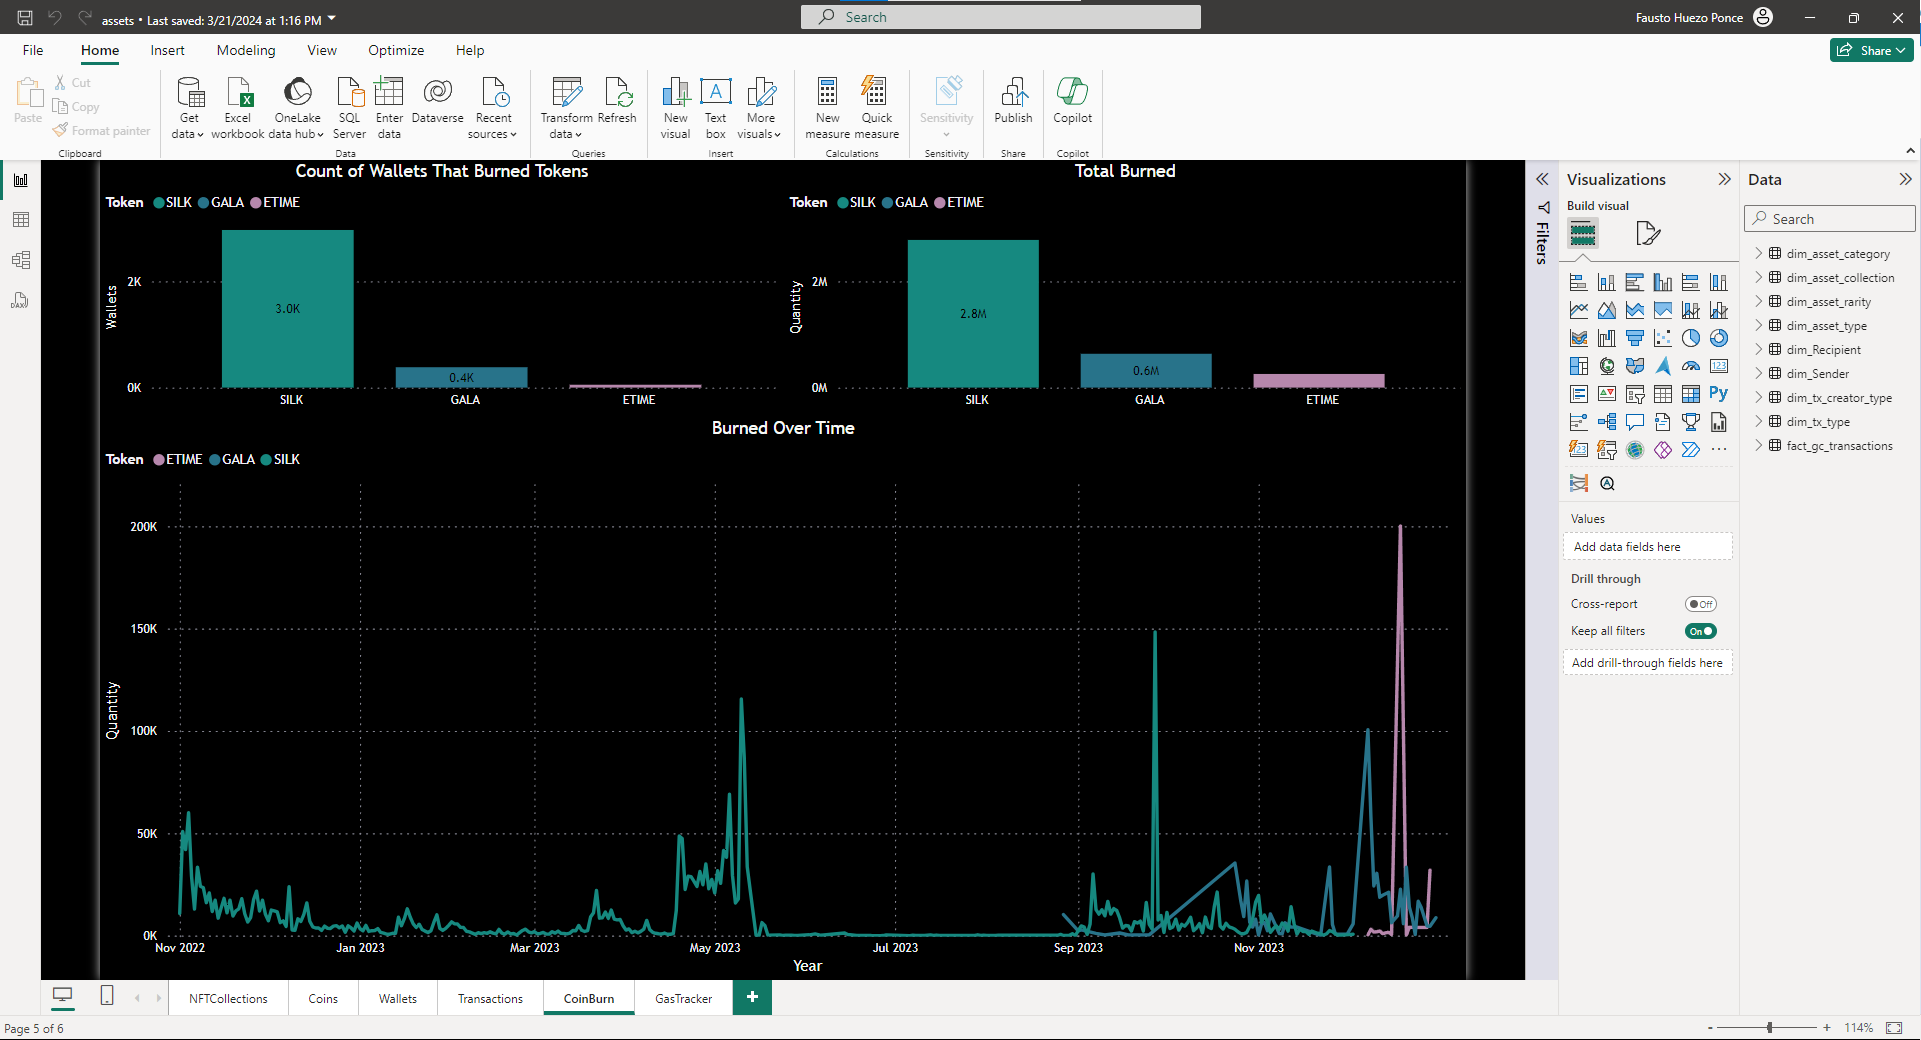 assets • Last saved: 3/21/2024 at 1:16 PM
Search
Fausto Huezo Ponce
File
Home
Insert
Modeling
View
Optimize
Help
Share
Paste
Cut
Copy
Format painter
Clipboard
Get data
Excel workbook
OneLake data hub
SQL Server
Enter data
Dataverse
Recent sources
Data
Transform data
Refresh
Queries
New visual
Text box
More visuals
Insert
New measure
Quick measure
Calculations
Sensitivity
Sensitivity
Publish
Share
Copilot
Copilot
Count of Wallets That Burned Tokens
Token SILK GALA ETIME
Wallets
2K
0K
3.0K
0.4K
SILK
GALA
ETIME
Total Burned
Token SILK GALA ETIME
Quantity
2M
0M
2.8M
0.6M
SILK
GALA
ETIME
Burned Over Time
Token ETIME GALA SILK
Quantity
200K
150K
100K
50K
0K
Nov 2022
Jan 2023
Mar 2023
May 2023
Jul 2023
Sep 2023
Nov 2023
Year
Filters
Visualizations
Build visual
123
Py
123
Values
Add data fields here
Drill through
Cross-report
Off
Keep all filters
On
Add drill-through fields here
Data
Search
dim_asset_category
dim_asset_collection
dim_asset_rarity
dim_asset_type
dim_Recipient
dim_Sender
dim_tx_creator_type
dim_tx_type
fact_gc_transactions
DAX
NFTCollections
Coins
Wallets
Transactions
CoinBurn
GasTracker
Page 5 of 6
114%